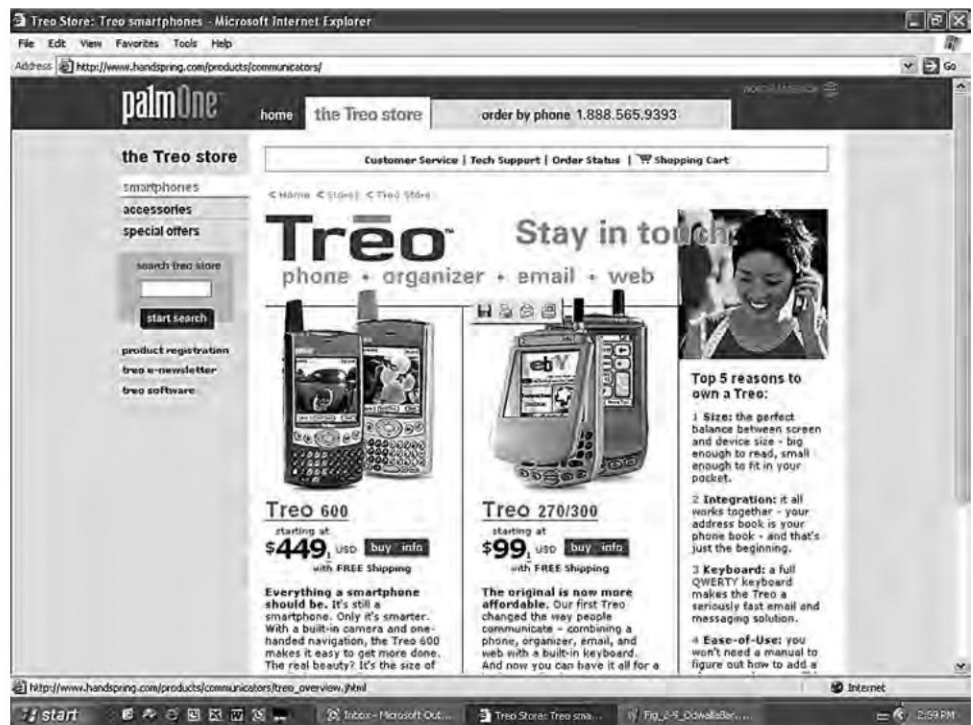 Treo Store: Treo smartphones - Microsoft Internet Explorer
File Edit View Favorites Tools Help
Address http://www.handspring.com/products/communicators/
Go
palmOne
home
the Treo store
order by phone 1.888.565.9393
NORTH AMERICA
the Treo store
smartphones
accessories
special offers
search treo store
start search
product registration
treo e-newsletter
treo software
Customer Service | Tech Support | Order Status | Shopping Cart
< Home < Store < Treo Store
Trēo™
Stay in touch.
phone + organizer + email + web
ebY
Treo 600
starting at
$449, USD buy info
with FREE Shipping
Everything a smartphone
should be. It's still a
smartphone. Only it's smarter.
With a built-in camera and one-
handed navigation, the Treo 600
makes it easy to get more done.
The real beauty? It's the size of
Treo 270/300
starting at
$99, USD buy info
with FREE Shipping
The original is now more
affordable. Our first Treo
changed the way people
communicate – combining a
phone, organizer, email, and
web with a built-in keyboard.
And now you can have it all for a
Top 5 reasons to
own a Treo:
1 Size: the perfect
balance between screen
and device size - big
enough to read, small
enough to fit in your
pocket.
2 Integration: it all
works together - your
address book is your
phone book - and that's
just the beginning.
3 Keyboard: a full
QWERTY keyboard
makes the Treo a
seriously fast email and
messaging solution.
4 Ease-of-Use: you
won't need a manual to
figure out how to add a
http://www.handspring.com/products/communicators/treo_overview.jhtml
Internet
start
Inbox - Microsoft Out...
Treo Store: Treo sma...
Fig_2-9_OdwallaBer...
2:59 PM